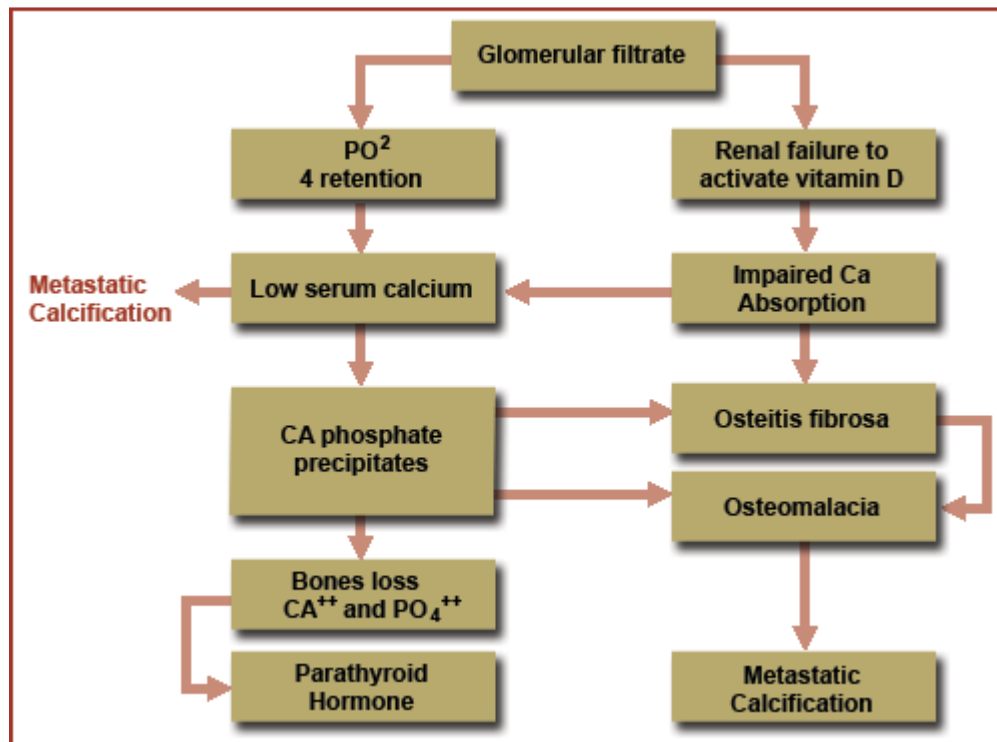 Glomerular filtrate
PO²
4 retention
Renal failure to
activate vitamin D
Metastatic
Calcification
Low serum calcium
Impaired Ca
Absorption
CA phosphate
precipitates
Osteitis fibrosa
Osteomalacia
Bones loss
CA⁺⁺ and PO₄⁺⁺
Parathyroid
Hormone
Metastatic
Calcification